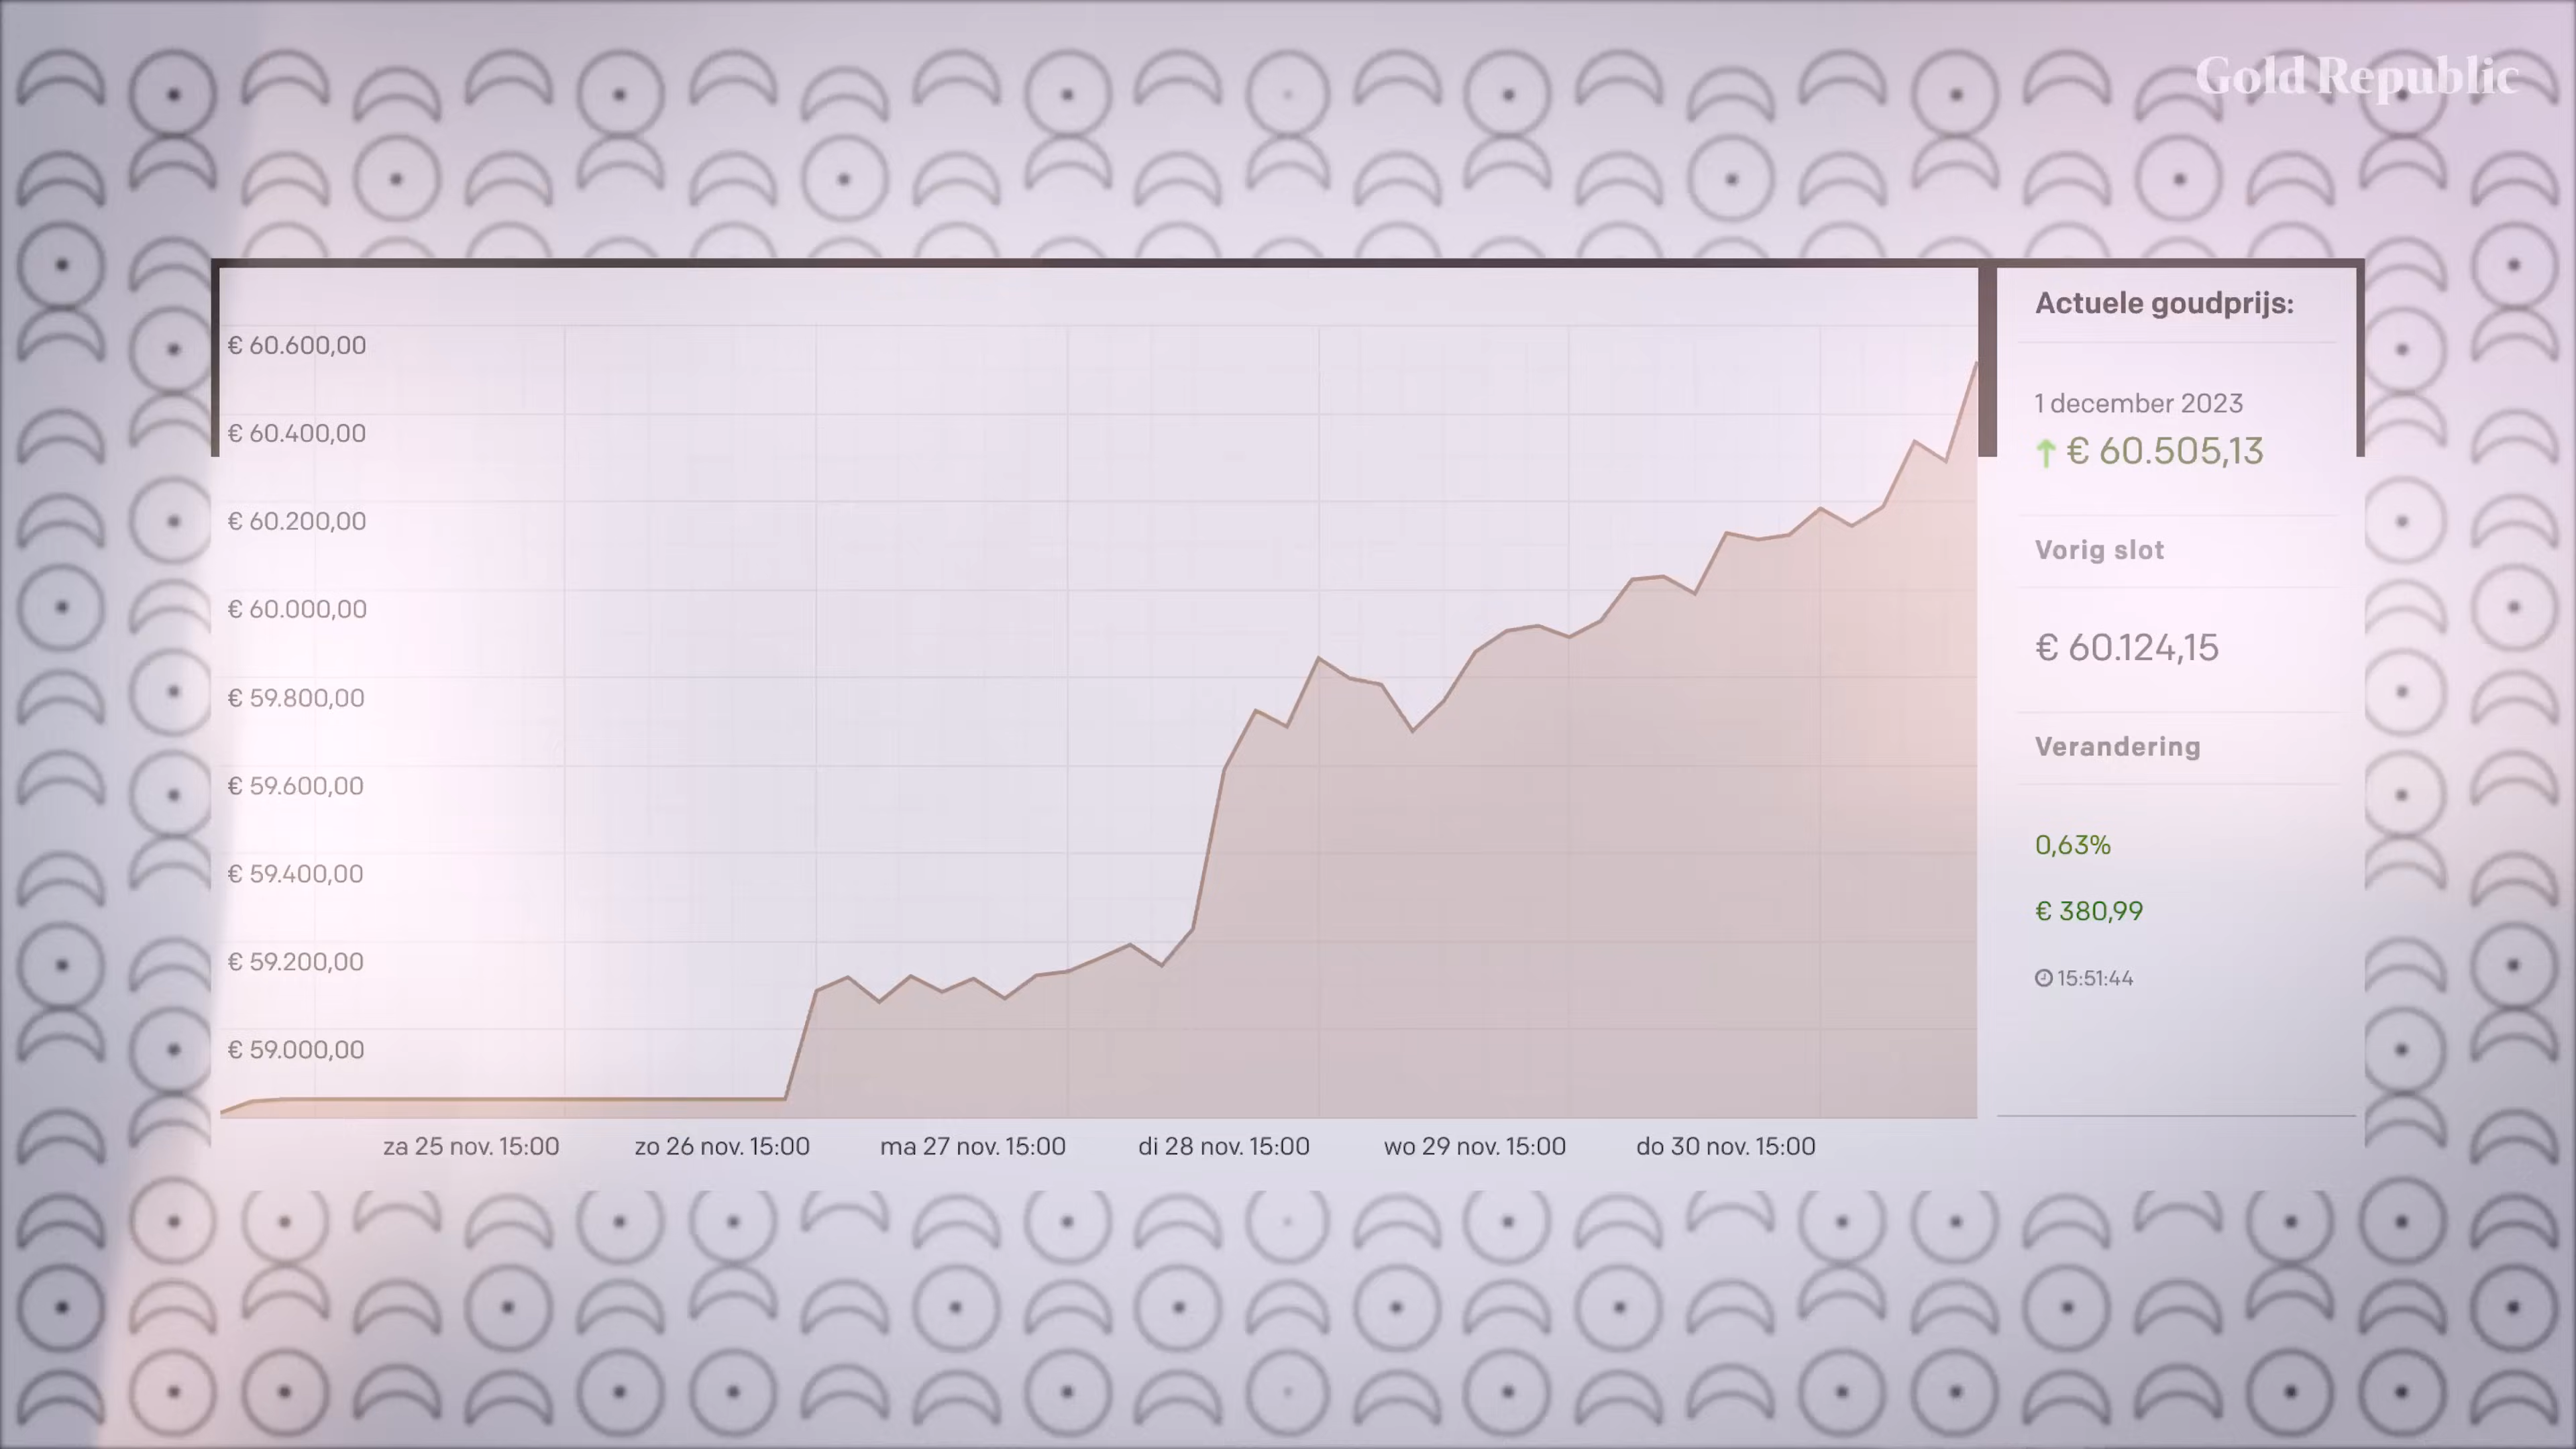 Gold Republic
€ 60.600,00
€ 60.400,00
€ 60.200,00
€ 60.000,00
€ 59.800,00
€ 59.600,00
€ 59.400,00
€ 59.200,00
€ 59.000,00
za 25 nov. 15:00
zo 26 nov. 15:00
ma 27 nov. 15:00
di 28 nov. 15:00
wo 29 nov. 15:00
do 30 nov. 15:00
Actuele goudprijs:
1 december 2023
↑ € 60.505,13
Vorig slot
€ 60.124,15
Verandering
0,63%
€ 380,99
15:51:44